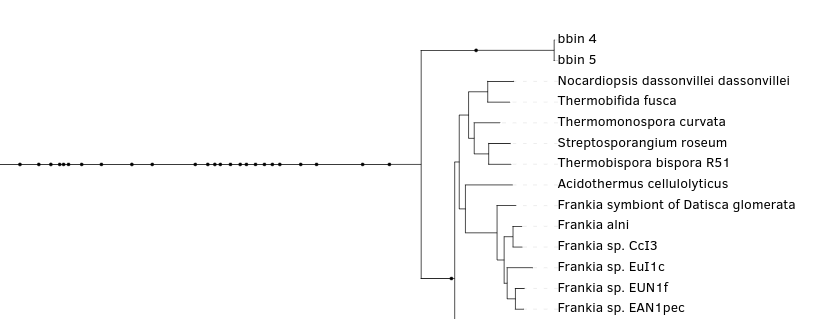 bbin 4
bbin 5
Nocardiopsis dassonvillei dassonvillei
Thermobifida fusca
Thermomonospora curvata
Streptosporangium roseum
Thermobispora bispora R51
Acidothermus cellulolyticus
Frankia symbiont of Datisca glomerata
Frankia alni
Frankia sp. CcI3
Frankia sp. EuI1c
Frankia sp. EUN1f
Frankia sp. EAN1pec